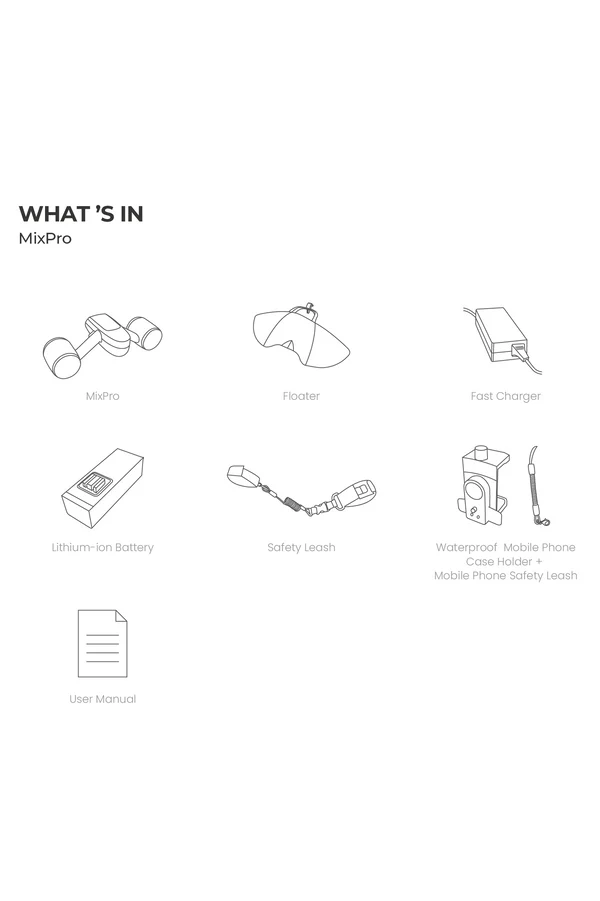 WHAT 'S IN
MixPro
MixPro
Floater
Fast Charger
Lithium-ion Battery
Safety Leash
Waterproof Mobile Phone
Case Holder +
Mobile Phone Safety Leash
User Manual